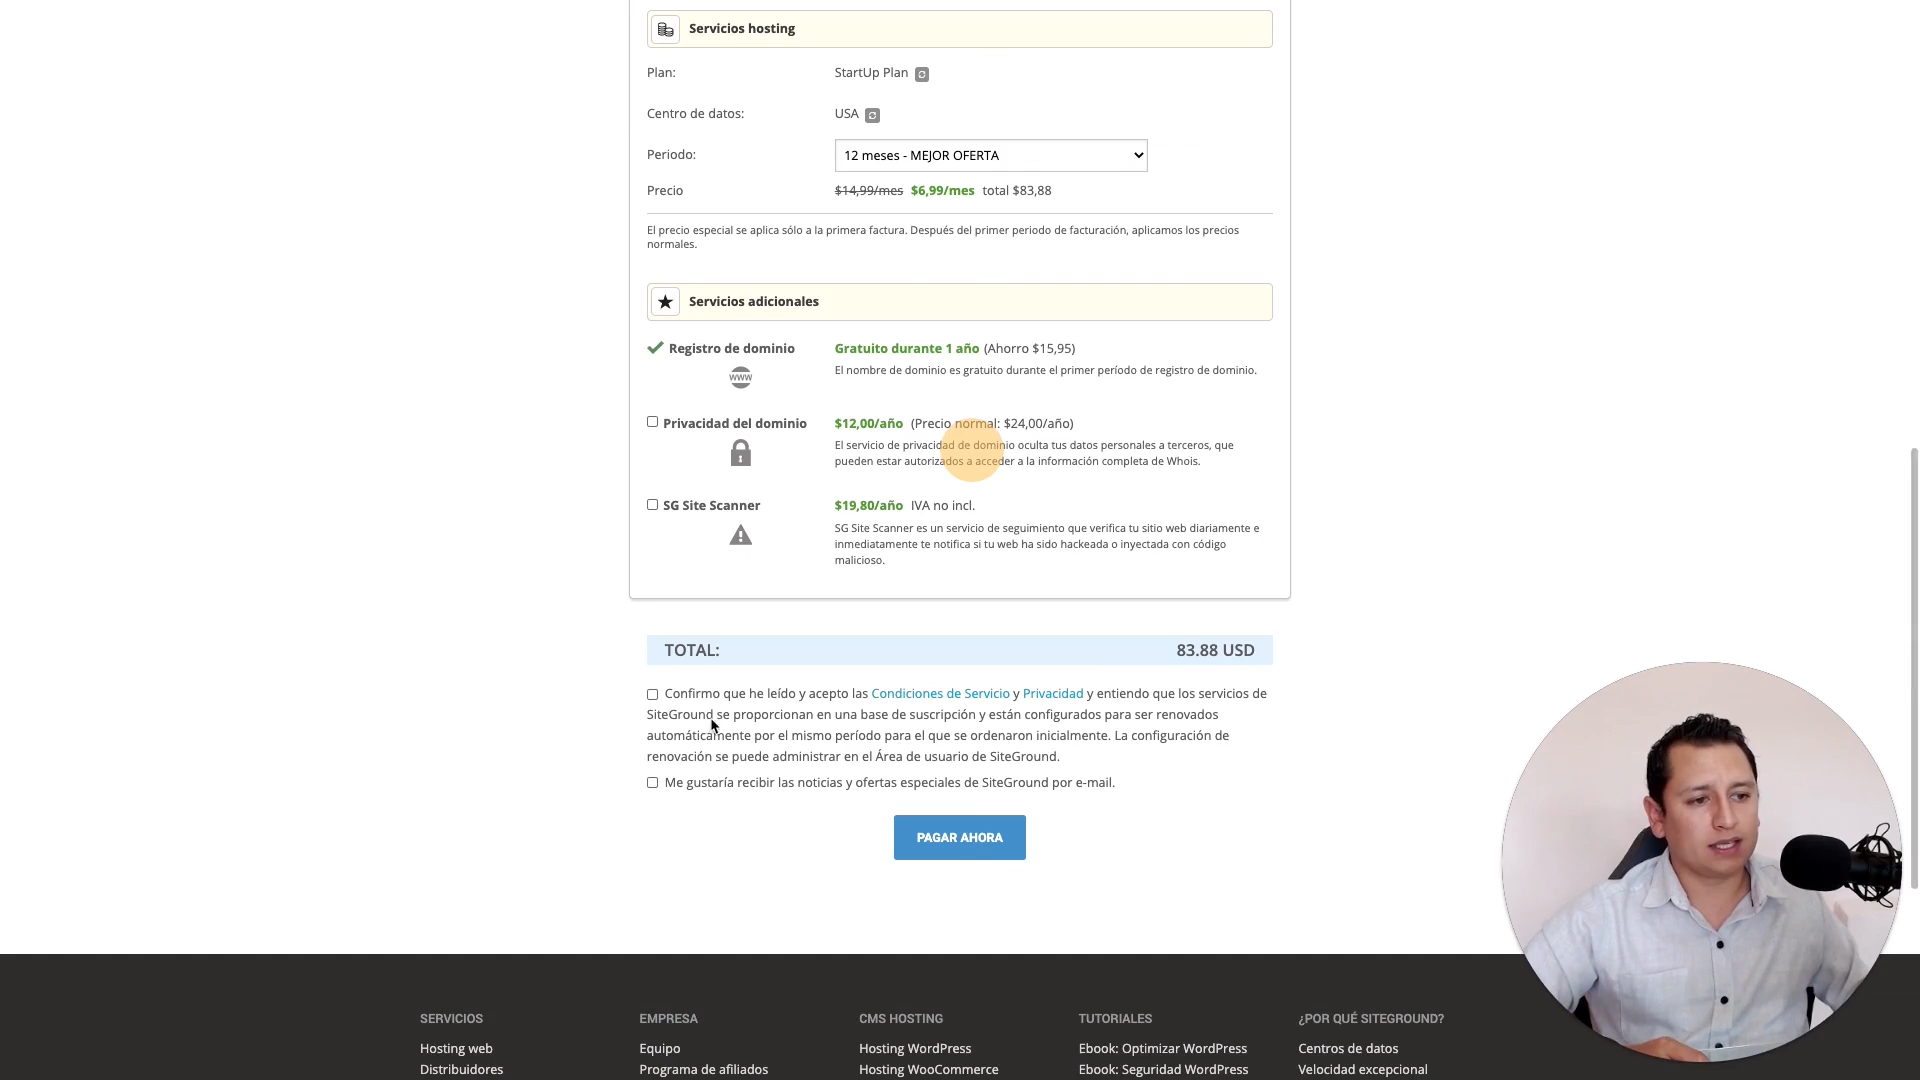 Servicios hosting
Plan: StartUp Plan
Centro de datos: USA
Periodo: 12 meses - MEJOR OFERTA
Precio $14,99/mes $6,99/mes total $83,88
El precio especial se aplica sólo a la primera factura. Después del primer periodo de facturación, aplicamos los precios
normales.
Servicios adicionales
Registro de dominio Gratuito durante 1 año (Ahorro $15,95)
WWW El nombre de dominio es gratuito durante el primer período de registro de dominio.
Privacidad del dominio $12,00/año (Precio normal: $24,00/año)
El servicio de privacidad de dominio oculta tus datos personales a terceros, que
pueden estar autorizados a acceder a la información completa de Whois.
SG Site Scanner $19,80/año IVA no incl.
SG Site Scanner es un servicio de seguimiento que verifica tu sitio web diariamente e
inmediatamente te notifica si tu web ha sido hackeada o inyectada con código
malicioso.
TOTAL: 83.88 USD
Confirmo que he leído y acepto las Condiciones de Servicio y Privacidad y entiendo que los servicios de
SiteGround se proporcionan en una base de suscripción y están configurados para ser renovados
automáticamente por el mismo período para el que se ordenaron inicialmente. La configuración de
renovación se puede administrar en el Área de usuario de SiteGround.
Me gustaría recibir las noticias y ofertas especiales de SiteGround por e-mail.
PAGAR AHORA
SERVICIOS EMPRESA CMS HOSTING TUTORIALES ¿POR QUÉ SITEGROUND?
Hosting web Equipo Hosting WordPress Ebook: Optimizar WordPress Centros de datos
Distribuidores Programa de afiliados Hosting WooCommerce Ebook: Seguridad WordPress Velocidad excepcional